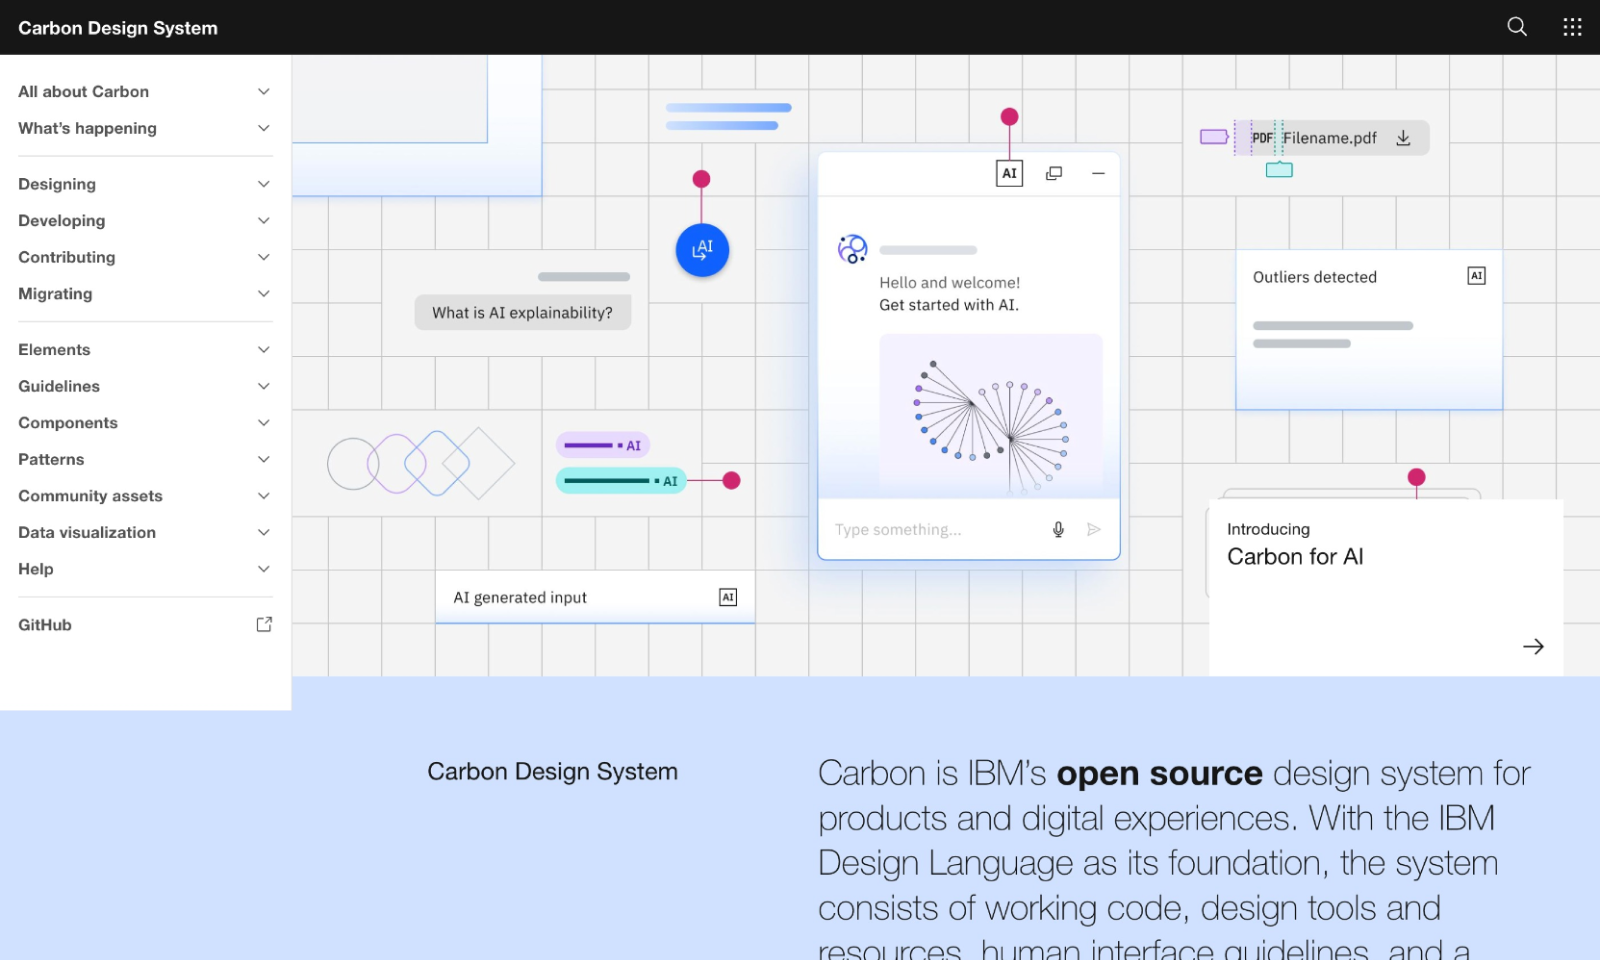 Carbon Design System
All about Carbon
What's happening
Designing
Developing
Contributing
Migrating
Elements
Guidelines
Components
Patterns
Community assets
Data visualization
Help
GitHub
AI
What is AI explainability?
AI
AI
AI generated input
AI
AI
Hello and welcome!
Get started with AI.
Type something...
PDF Filename.pdf
Outliers detected
AI
Introducing
Carbon for AI
Carbon Design System
Carbon is IBM's open source design system for
products and digital experiences. With the IBM
Design Language as its foundation, the system
consists of working code, design tools and
resources, human interface guidelines, and a